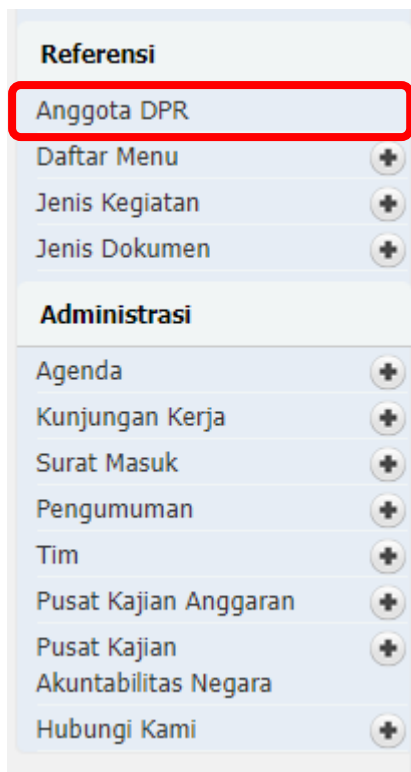 Referensi
Anggota DPR
Daftar Menu
Jenis Kegiatan
Jenis Dokumen
Administrasi
Agenda
Kunjungan Kerja
Surat Masuk
Pengumuman
Tim
Pusat Kajian Anggaran
Pusat Kajian
Akuntabilitas Negara
Hubungi Kami